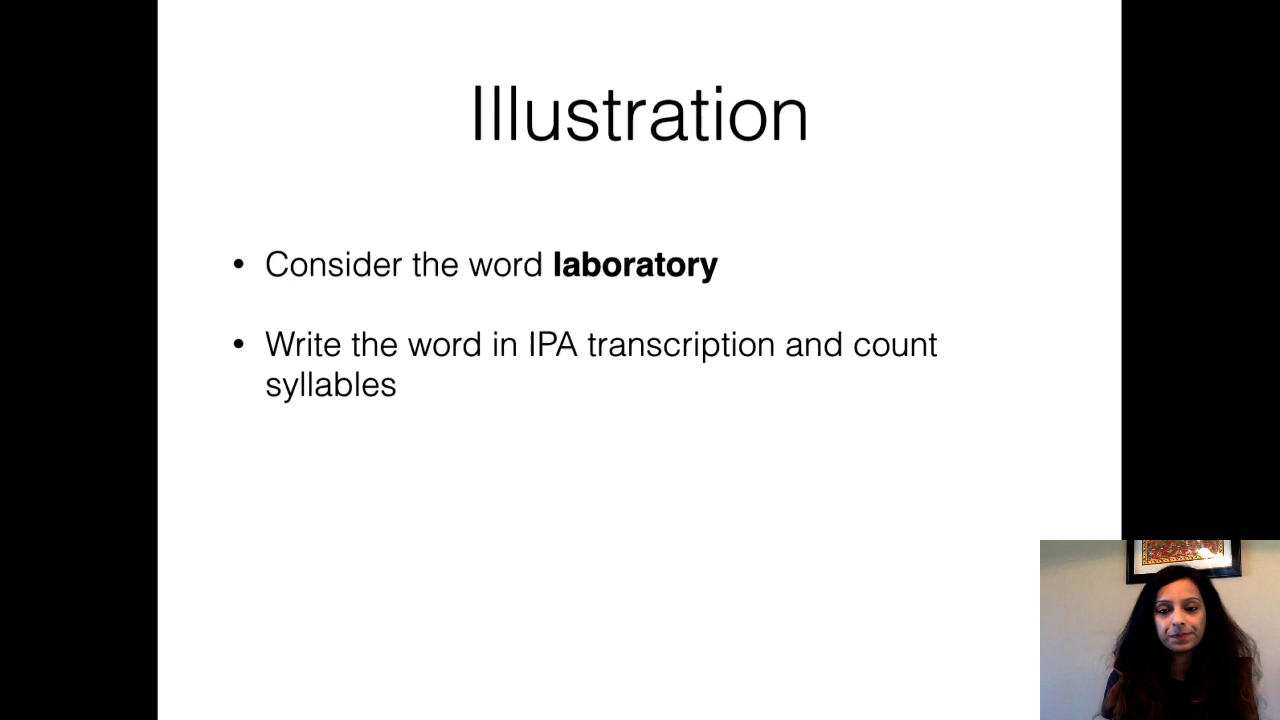 Illustration
• Consider the word laboratory
• Write the word in IPA transcription and count
syllables